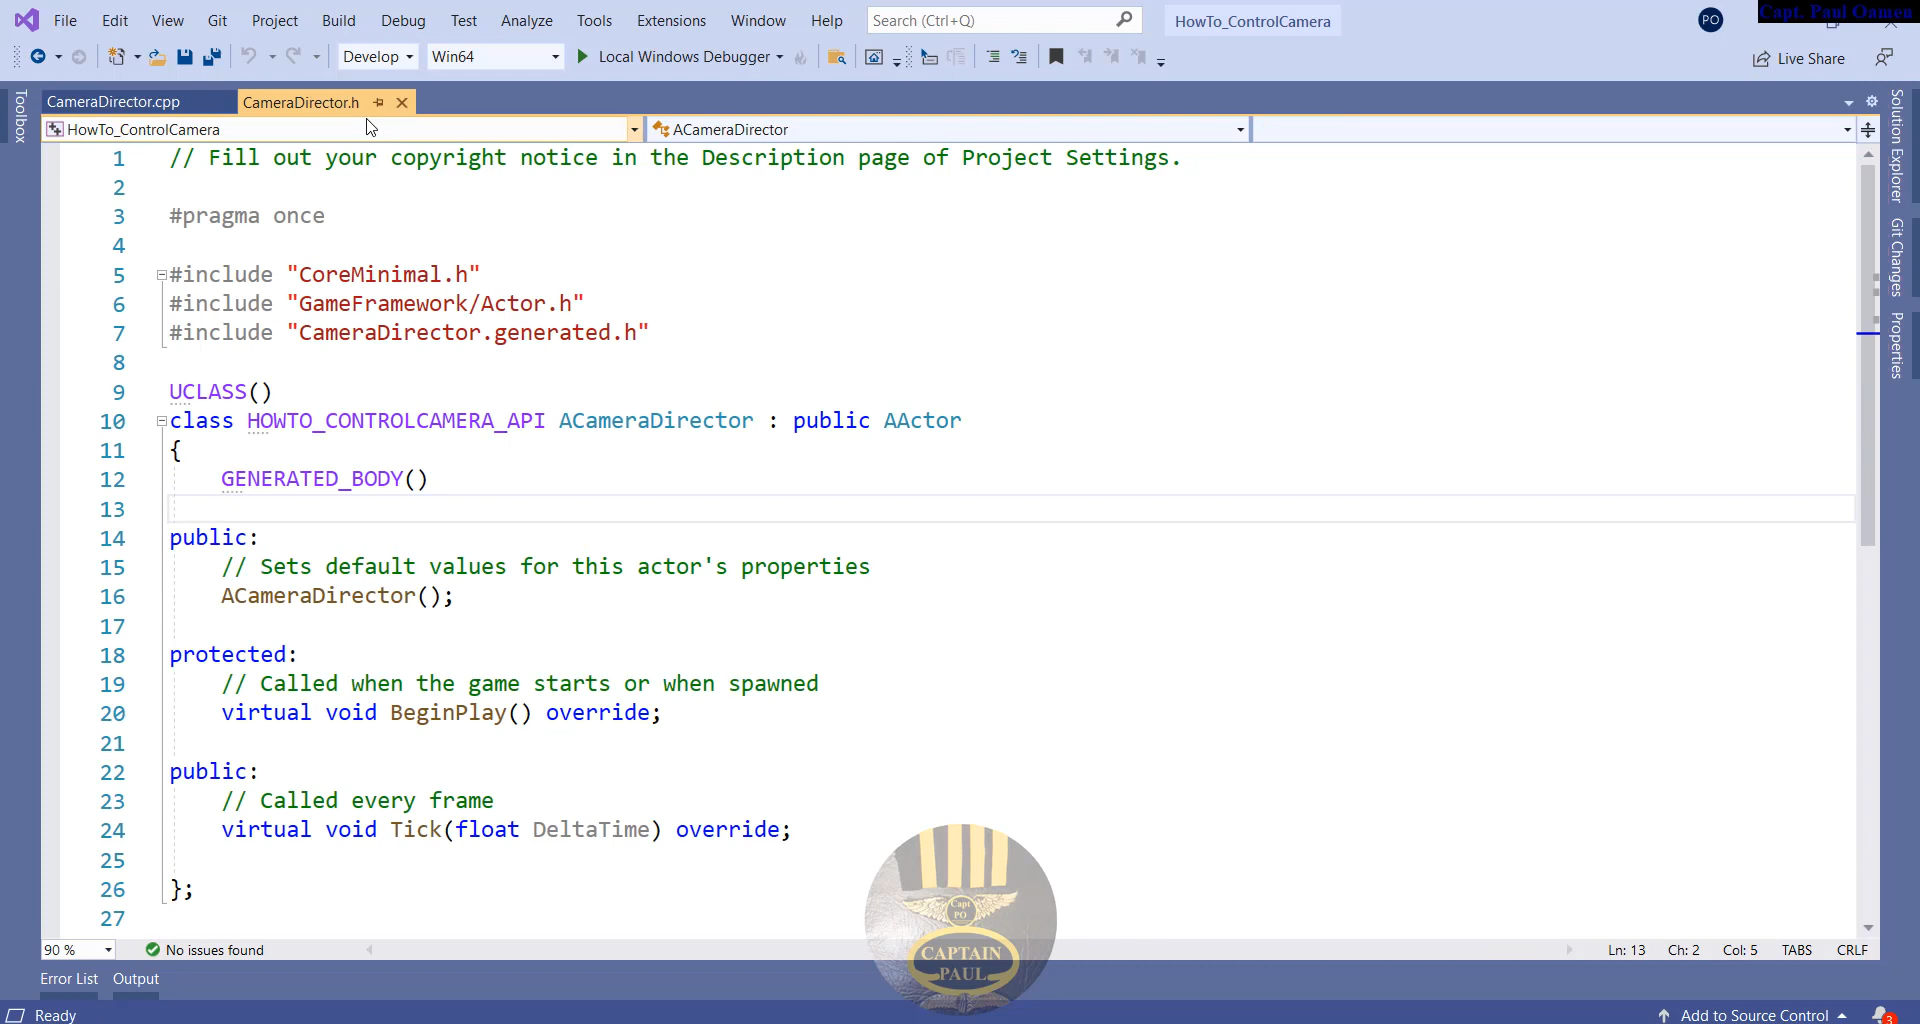 File Edit View Git Project Build Debug Test Analyze Tools Extensions Window Help Search (Ctrl+Q) HowTo_ControlCamera PO Capt. Paul Oamen
Develop Win64 Local Windows Debugger Live Share
Toolbox
CameraDirector.cpp CameraDirector.h
HowTo_ControlCamera ACameraDirector
1 // Fill out your copyright notice in the Description page of Project Settings.
2
3 #pragma once
4
5 #include "CoreMinimal.h"
6 #include "GameFramework/Actor.h"
7 #include "CameraDirector.generated.h"
8
9 UCLASS()
10 class HOWTO_CONTROLCAMERA_API ACameraDirector : public AActor
11 {
12 GENERATED_BODY()
13
14 public:
15 // Sets default values for this actor's properties
16 ACameraDirector();
17
18 protected:
19 // Called when the game starts or when spawned
20 virtual void BeginPlay() override;
21
22 public:
23 // Called every frame
24 virtual void Tick(float DeltaTime) override;
25
26 };
27
Solution Explorer
Git Changes
Properties
Capt
PO
CAPTAIN
PAUL
90 % No issues found Ln: 13 Ch: 2 Col: 5 TABS CRLF
Error List Output
Ready Add to Source Control 3